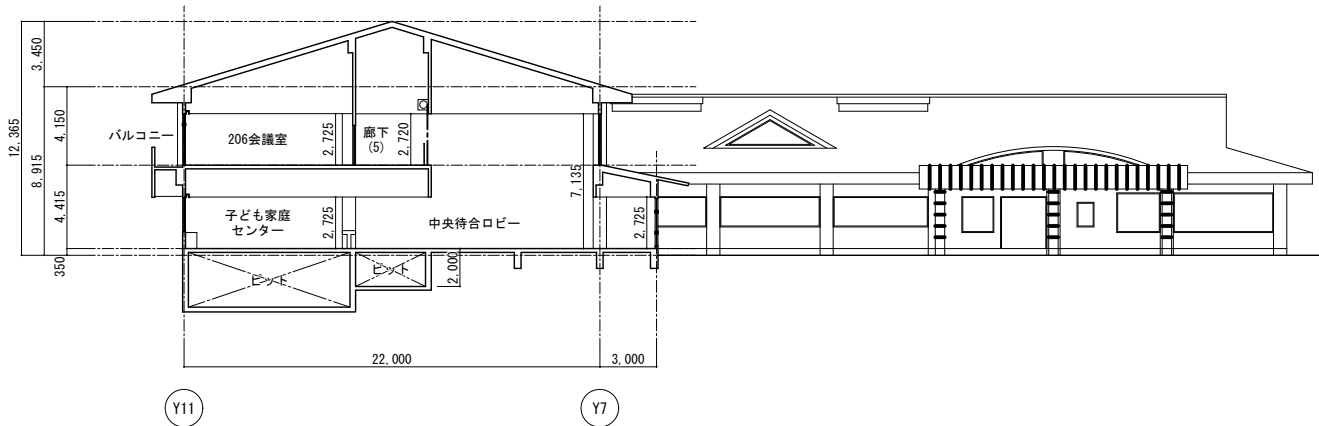 3,450
12,365
8,915
4,150
4,415
350
バルコニー
206会議室
2,725
廊下
(5)
2,720
7,135
子ども家庭
センター
2,725
中央待合ロビー
2,725
ピット
ピット
2,000
22,000
3,000
Y11
Y7